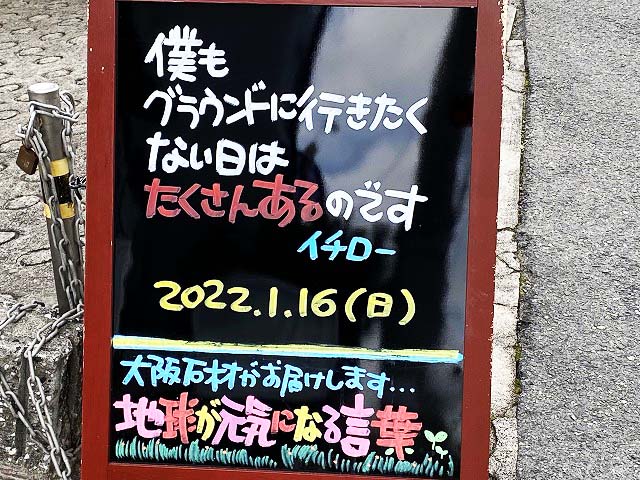 僕も
グラウンドに行きたく
ない日は
たくさんあるのです
イチロー
2022.1.16(日)
大阪石材がお届けします...
地球が元気になる言葉